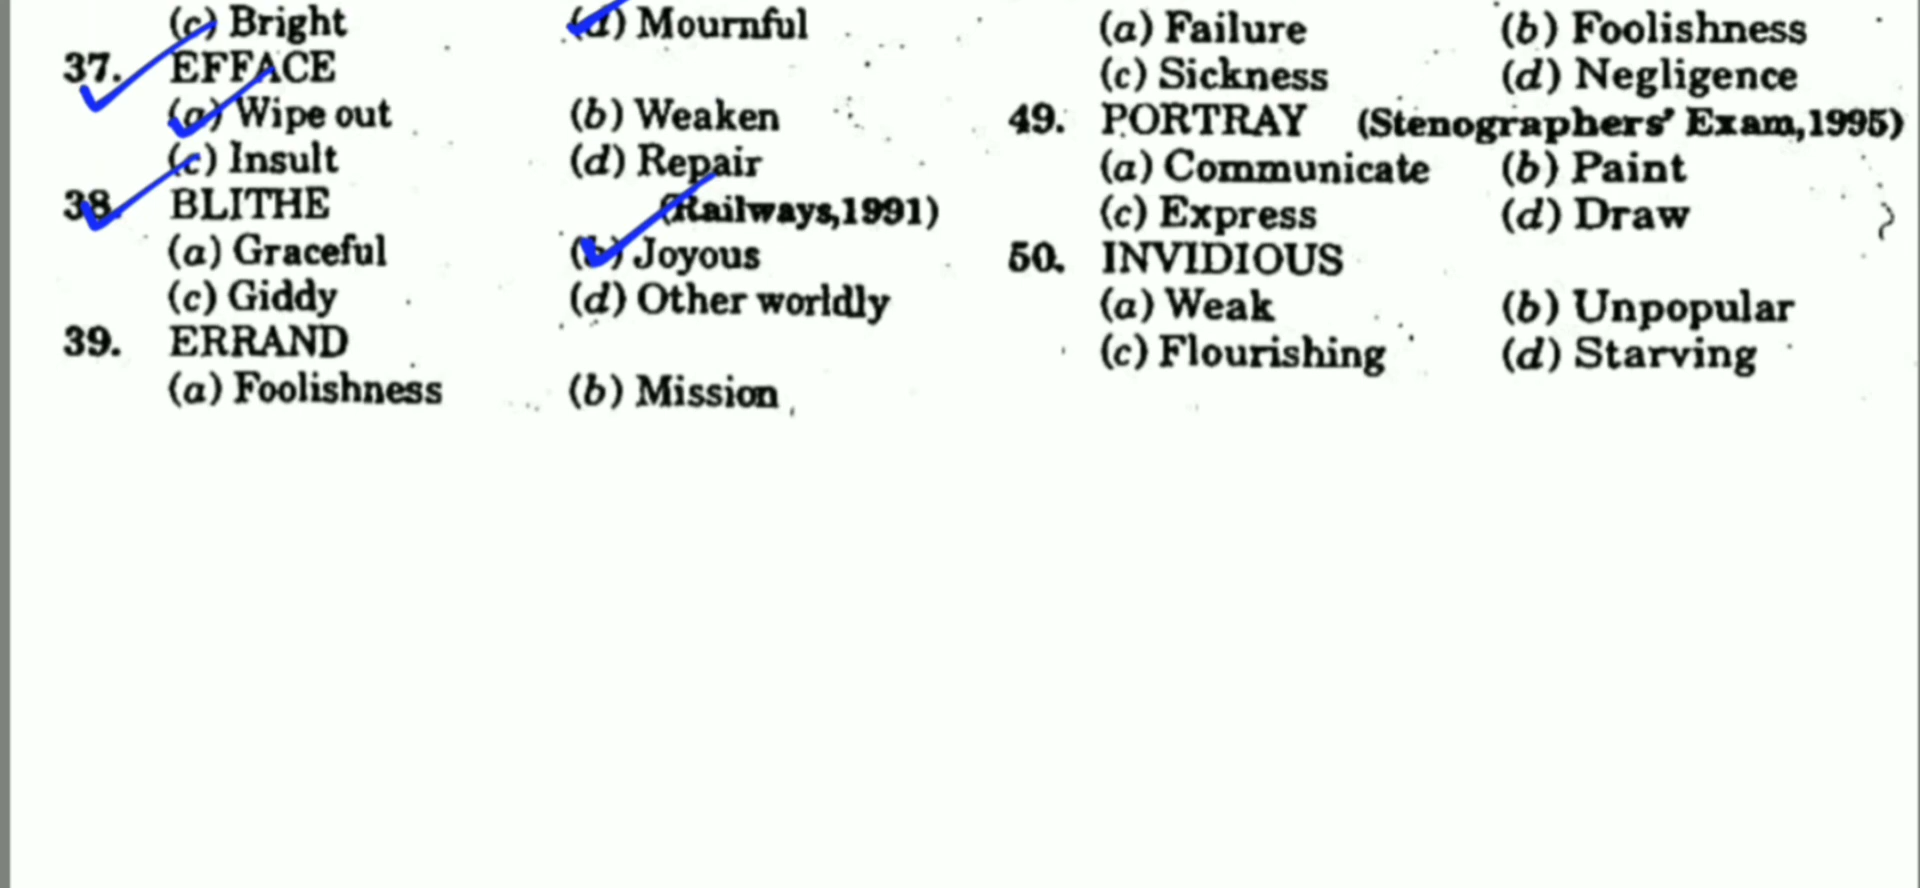 (c) Bright (d) Mournful
37. EFFACE
(a) Wipe out (b) Weaken
(c) Insult (d) Repair
38. BLITHE (Railways,1991)
(a) Graceful (b) Joyous
(c) Giddy (d) Other worldly
39. ERRAND
(a) Foolishness (b) Mission
(a) Failure (b) Foolishness
(c) Sickness (d) Negligence
49. PORTRAY (Stenographers' Exam,1995)
(a) Communicate (b) Paint
(c) Express (d) Draw
50. INVIDIOUS
(a) Weak (b) Unpopular
(c) Flourishing (d) Starving